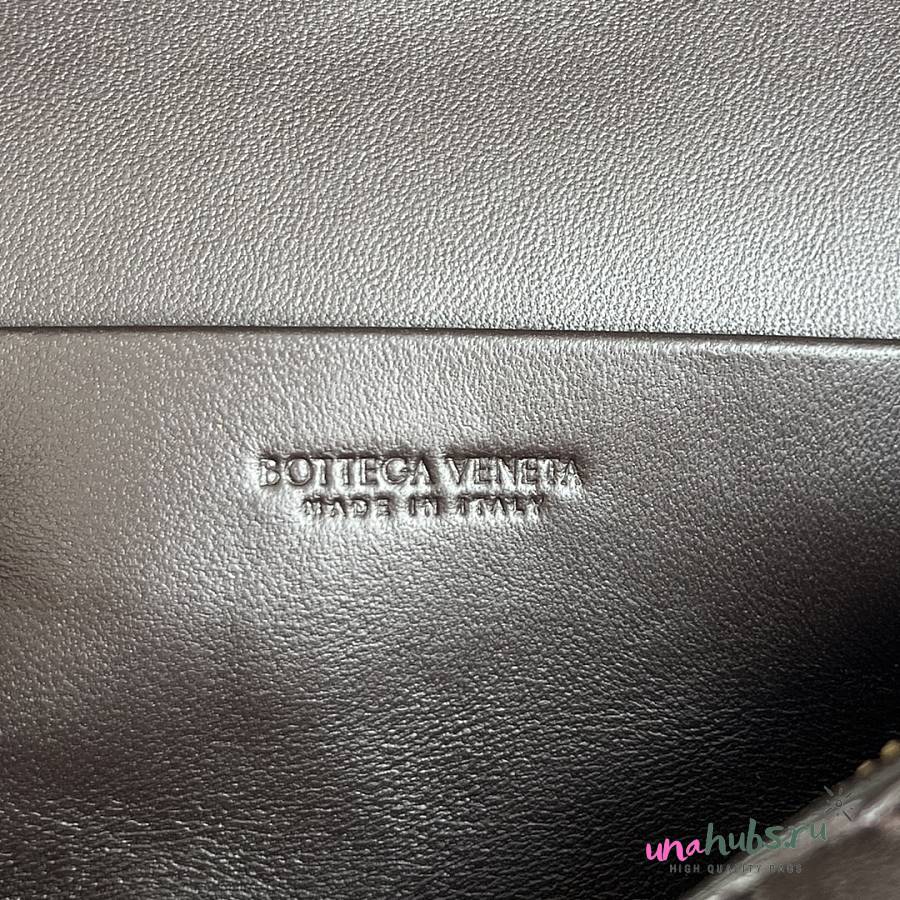 BOTTEGA VENETA
MADE IN ITALY
unahubs.ru
HIGH QUALITY BAGS